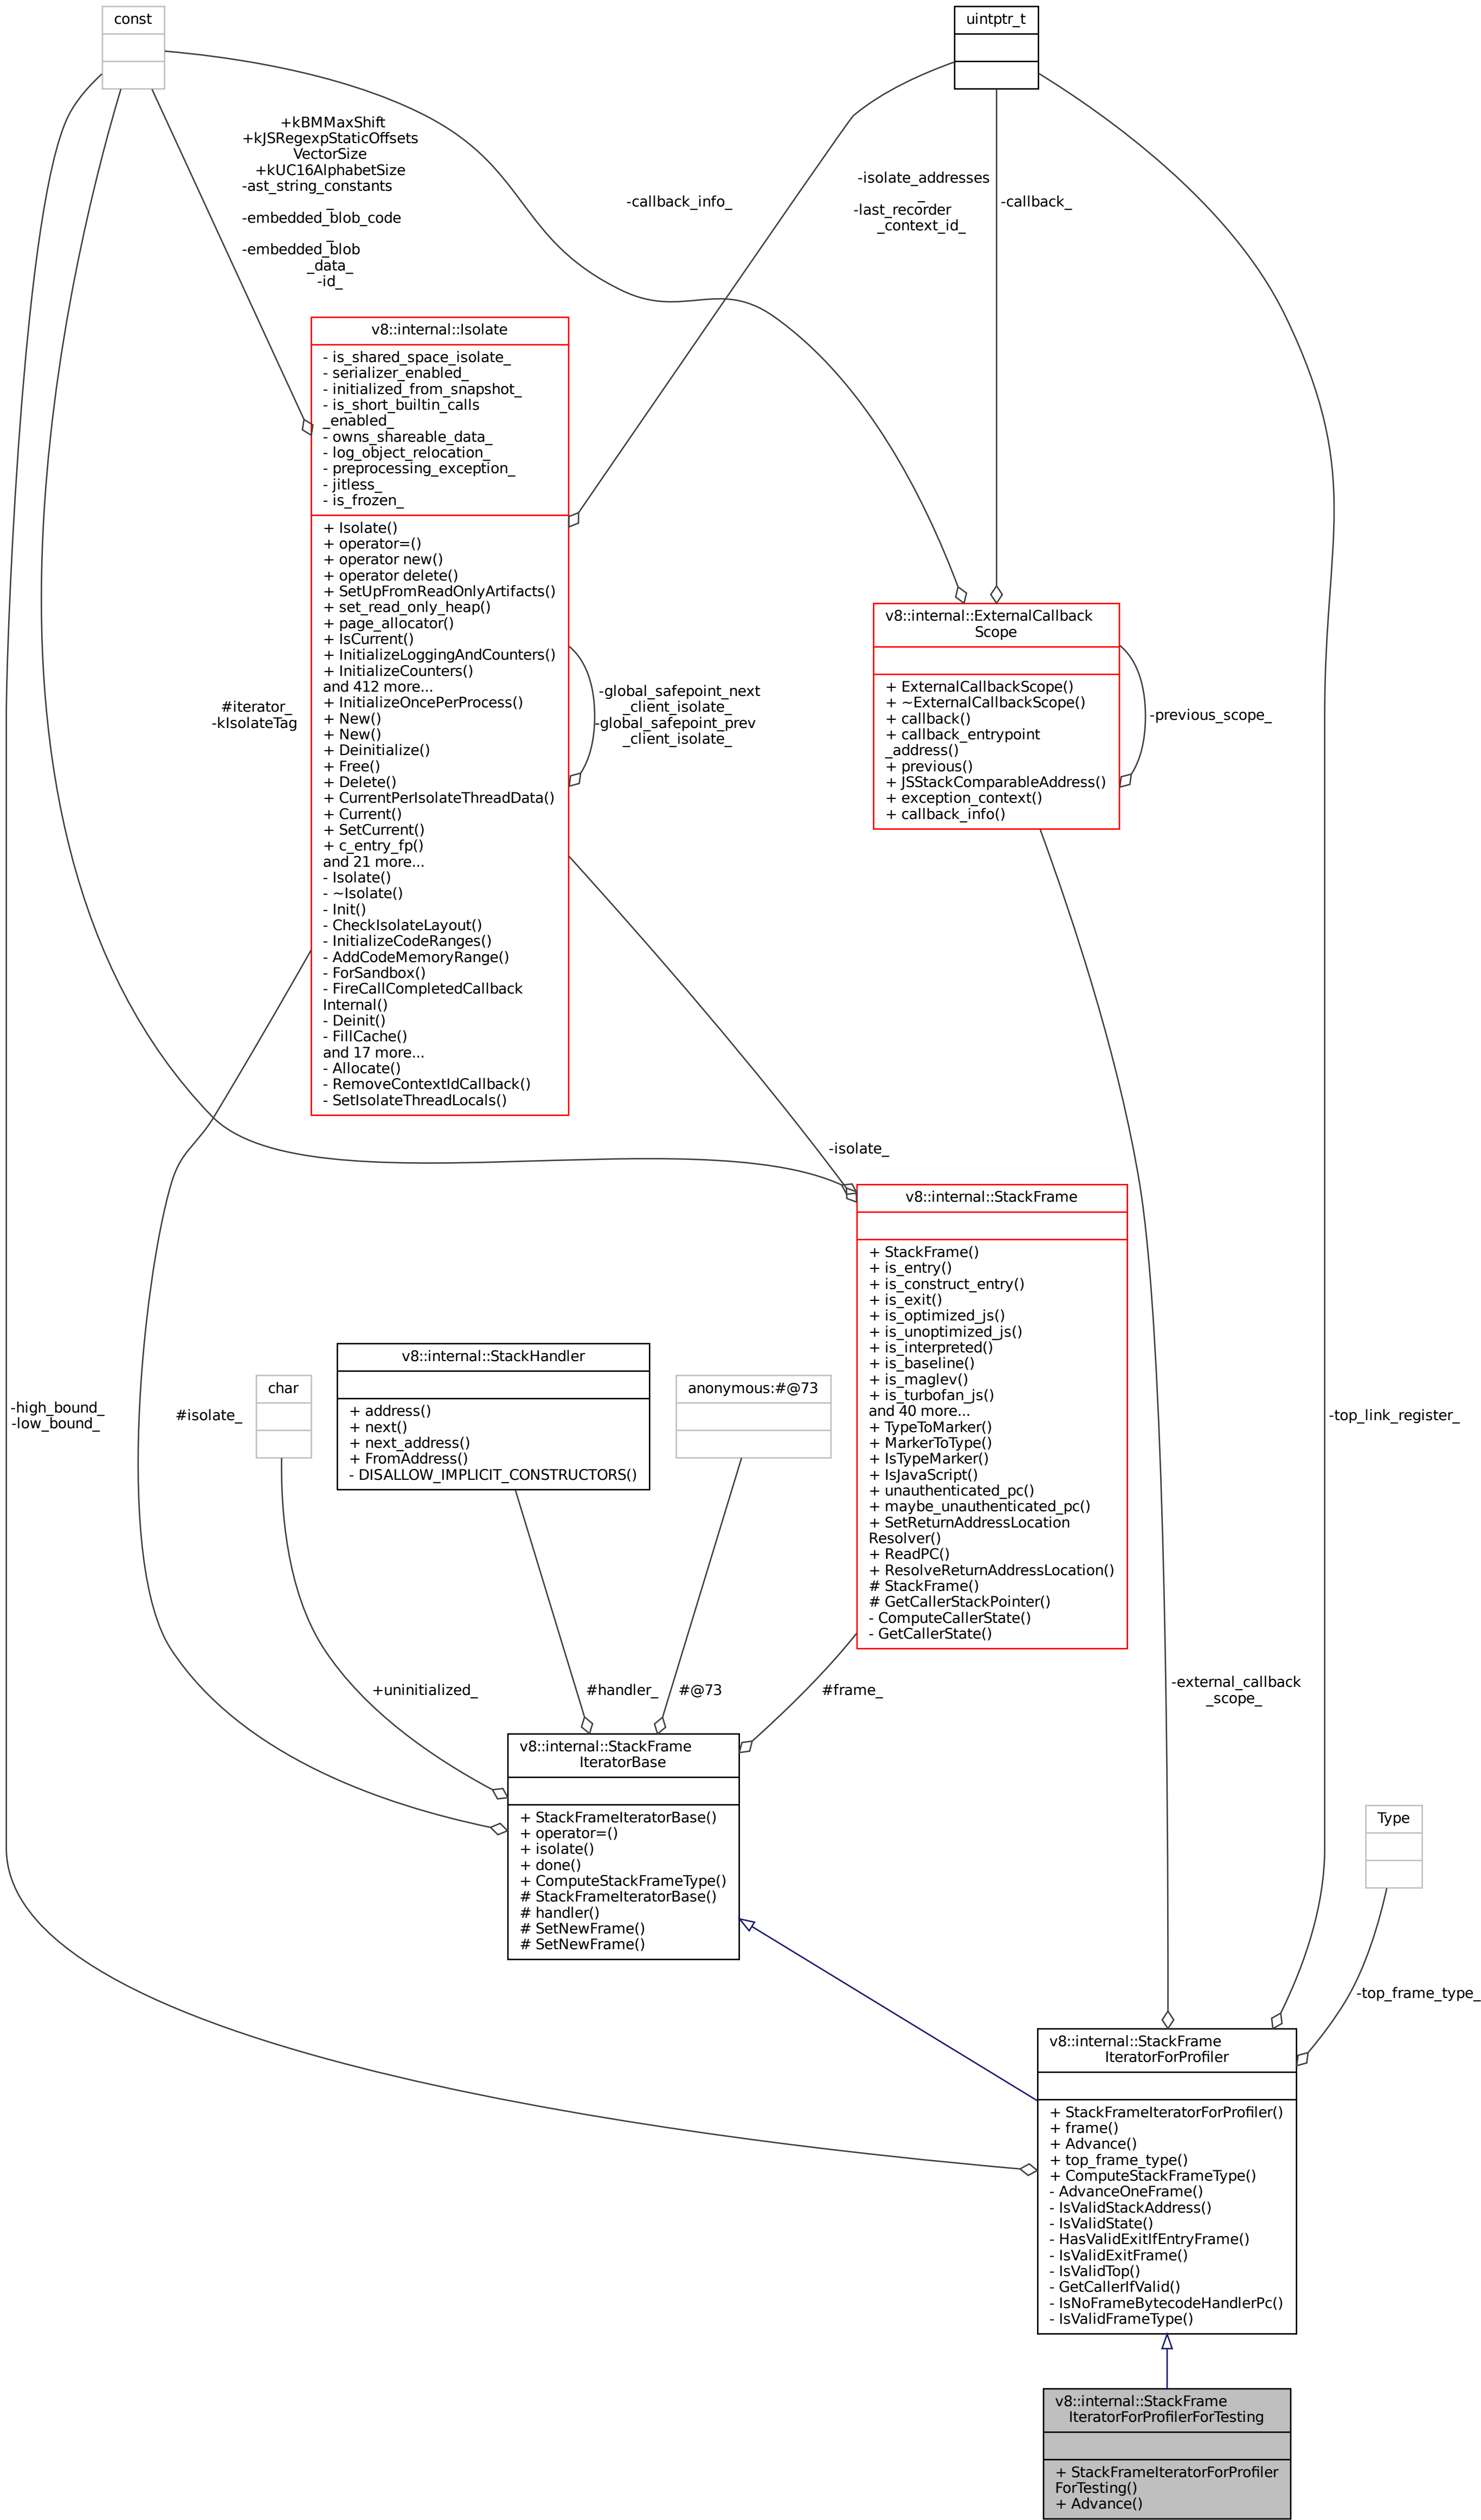 const
uintptr_t
+kBMMaxShift
+kJSRegexpStaticOffsets
VectorSize
+kUC16AlphabetSize
-ast_string_constants
_
-embedded_blob_code
_
-embedded_blob
_data_
-id_
-callback_info_
-isolate_addresses
_
-last_recorder
_context_id_
-callback_
v8::internal::Isolate
- is_shared_space_isolate_
- serializer_enabled_
- initialized_from_snapshot_
- is_short_builtin_calls
_enabled_
- owns_shareable_data_
- log_object_relocation_
- preprocessing_exception_
- jitless_
- is_frozen_
+ Isolate()
+ operator=()
+ operator new()
+ operator delete()
+ SetUpFromReadOnlyArtifacts()
+ set_read_only_heap()
+ page_allocator()
+ IsCurrent()
+ InitializeLoggingAndCounters()
+ InitializeCounters()
and 412 more...
+ InitializeOncePerProcess()
+ New()
+ New()
+ Deinitialize()
+ Free()
+ Delete()
+ CurrentPerIsolateThreadData()
+ Current()
+ SetCurrent()
+ c_entry_fp()
and 21 more...
- Isolate()
- ~Isolate()
- Init()
- CheckIsolateLayout()
- InitializeCodeRanges()
- AddCodeMemoryRange()
- ForSandbox()
- FireCallCompletedCallback
Internal()
- Deinit()
- FillCache()
and 17 more...
- Allocate()
- RemoveContextIdCallback()
- SetIsolateThreadLocals()
v8::internal::ExternalCallback
Scope
+ ExternalCallbackScope()
+ ~ExternalCallbackScope()
+ callback()
+ callback_entrypoint
_address()
+ previous()
+ JSStackComparableAddress()
+ exception_context()
+ callback_info()
#iterator_
-kIsolateTag
-global_safepoint_next
_client_isolate_
-global_safepoint_prev
_client_isolate_
-previous_scope_
-isolate_
v8::internal::StackFrame
+ StackFrame()
+ is_entry()
+ is_construct_entry()
+ is_exit()
+ is_optimized_js()
+ is_unoptimized_js()
+ is_interpreted()
+ is_baseline()
+ is_maglev()
+ is_turbofan_js()
and 40 more...
+ TypeToMarker()
+ MarkerToType()
+ IsTypeMarker()
+ IsJavaScript()
+ unauthenticated_pc()
+ maybe_unauthenticated_pc()
+ SetReturnAddressLocation
Resolver()
+ ReadPC()
+ ResolveReturnAddressLocation()
# StackFrame()
# GetCallerStackPointer()
- ComputeCallerState()
- GetCallerState()
v8::internal::StackHandler
+ address()
+ next()
+ next_address()
+ FromAddress()
- DISALLOW_IMPLICIT_CONSTRUCTORS()
char
anonymous:#@73
-high_bound_
-low_bound_
#isolate_
-top_link_register_
+uninitialized_
#handler_
#@73
#frame_
-external_callback
_scope_
v8::internal::StackFrame
IteratorBase
+ StackFrameIteratorBase()
+ operator=()
+ isolate()
+ done()
+ ComputeStackFrameType()
# StackFrameIteratorBase()
# handler()
# SetNewFrame()
# SetNewFrame()
Type
-top_frame_type_
v8::internal::StackFrame
IteratorForProfiler
+ StackFrameIteratorForProfiler()
+ frame()
+ Advance()
+ top_frame_type()
+ ComputeStackFrameType()
- AdvanceOneFrame()
- IsValidStackAddress()
- IsValidState()
- HasValidExitIfEntryFrame()
- IsValidExitFrame()
- IsValidTop()
- GetCallerIfValid()
- IsNoFrameBytecodeHandlerPc()
- IsValidFrameType()
v8::internal::StackFrame
IteratorForProfilerForTesting
+ StackFrameIteratorForProfiler
ForTesting()
+ Advance()